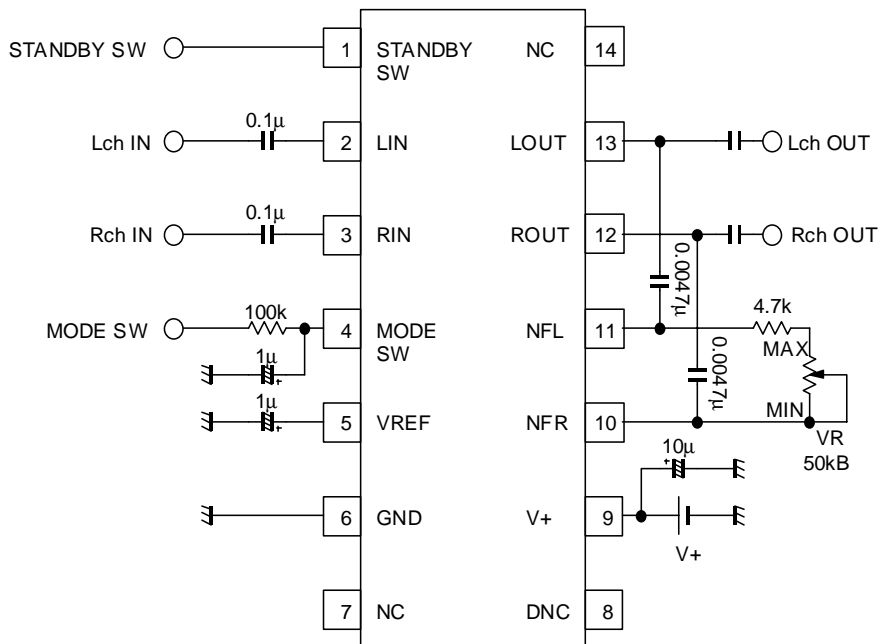 STANDBY SW
1
STANDBY
SW
NC
14
0.1µ
Lch IN
2
LIN
LOUT
13
Lch OUT
0.1µ
Rch IN
3
RIN
ROUT
12
Rch OUT
0.0047µ
100k
MODE SW
4
MODE
SW
NFL
11
4.7k
MAX
1µ
+
0.0047µ
1µ
+
5
VREF
NFR
10
MIN
VR
50kB
10µ
+
6
GND
V+
9
V+
7
NC
DNC
8